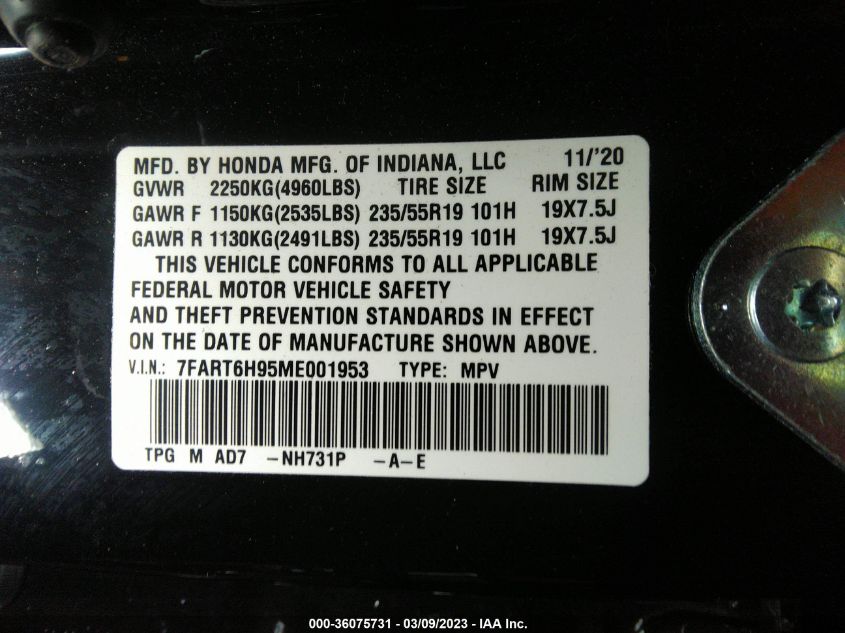 MFD. BY HONDA MFG. OF INDIANA, LLC 11/'20
GVWR 2250KG(4960LBS) TIRE SIZE RIM SIZE
GAWR F 1150KG(2535LBS) 235/55R19 101H 19X7.5J
GAWR R 1130KG(2491LBS) 235/55R19 101H 19X7.5J
THIS VEHICLE CONFORMS TO ALL APPLICABLE
FEDERAL MOTOR VEHICLE SAFETY
AND THEFT PREVENTION STANDARDS IN EFFECT
ON THE DATE OF MANUFACTURE SHOWN ABOVE.
V.I.N.: 7FART6H95ME001953 TYPE: MPV
TPG M AD7 -NH731P -A-E
000-36075731 - 03/09/2023 - IAA Inc.